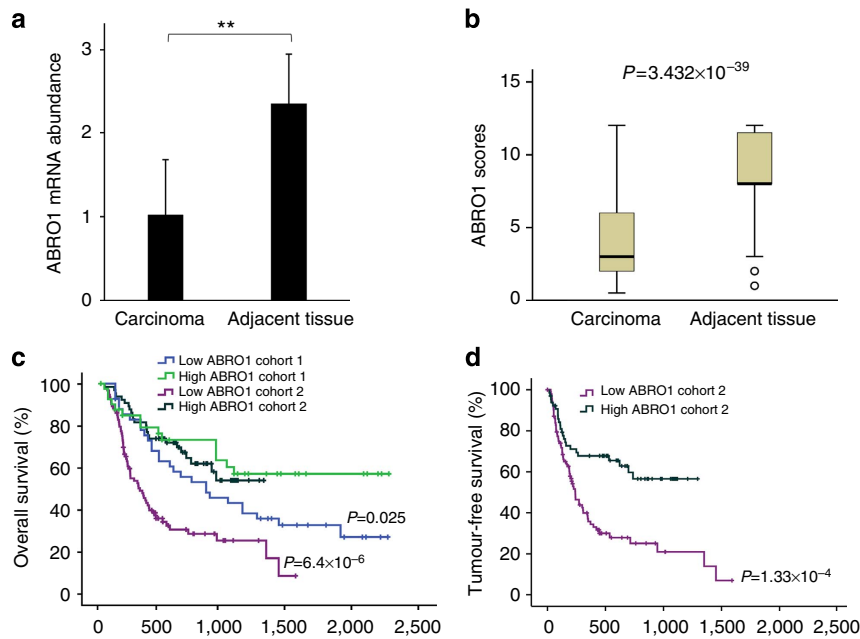 a
**
3
2
1
0
ABRO1 mRNA abundance
Carcinoma Adjacent tissue
b
P=3.432×10⁻³⁹
15
10
5
0
ABRO1 scores
Carcinoma Adjacent tissue
c
Low ABRO1 cohort 1
High ABRO1 cohort 1
Low ABRO1 cohort 2
High ABRO1 cohort 2
100
80
60
40
20
0
Overall survival (%)
P=0.025
P=6.4×10⁻⁶
0 500 1,000 1,500 2,000 2,500
d
Low ABRO1 cohort 2
High ABRO1 cohort 2
100
80
60
40
20
0
Tumour-free survival (%)
P=1.33×10⁻⁴
0 500 1,000 1,500 2,000 2,500